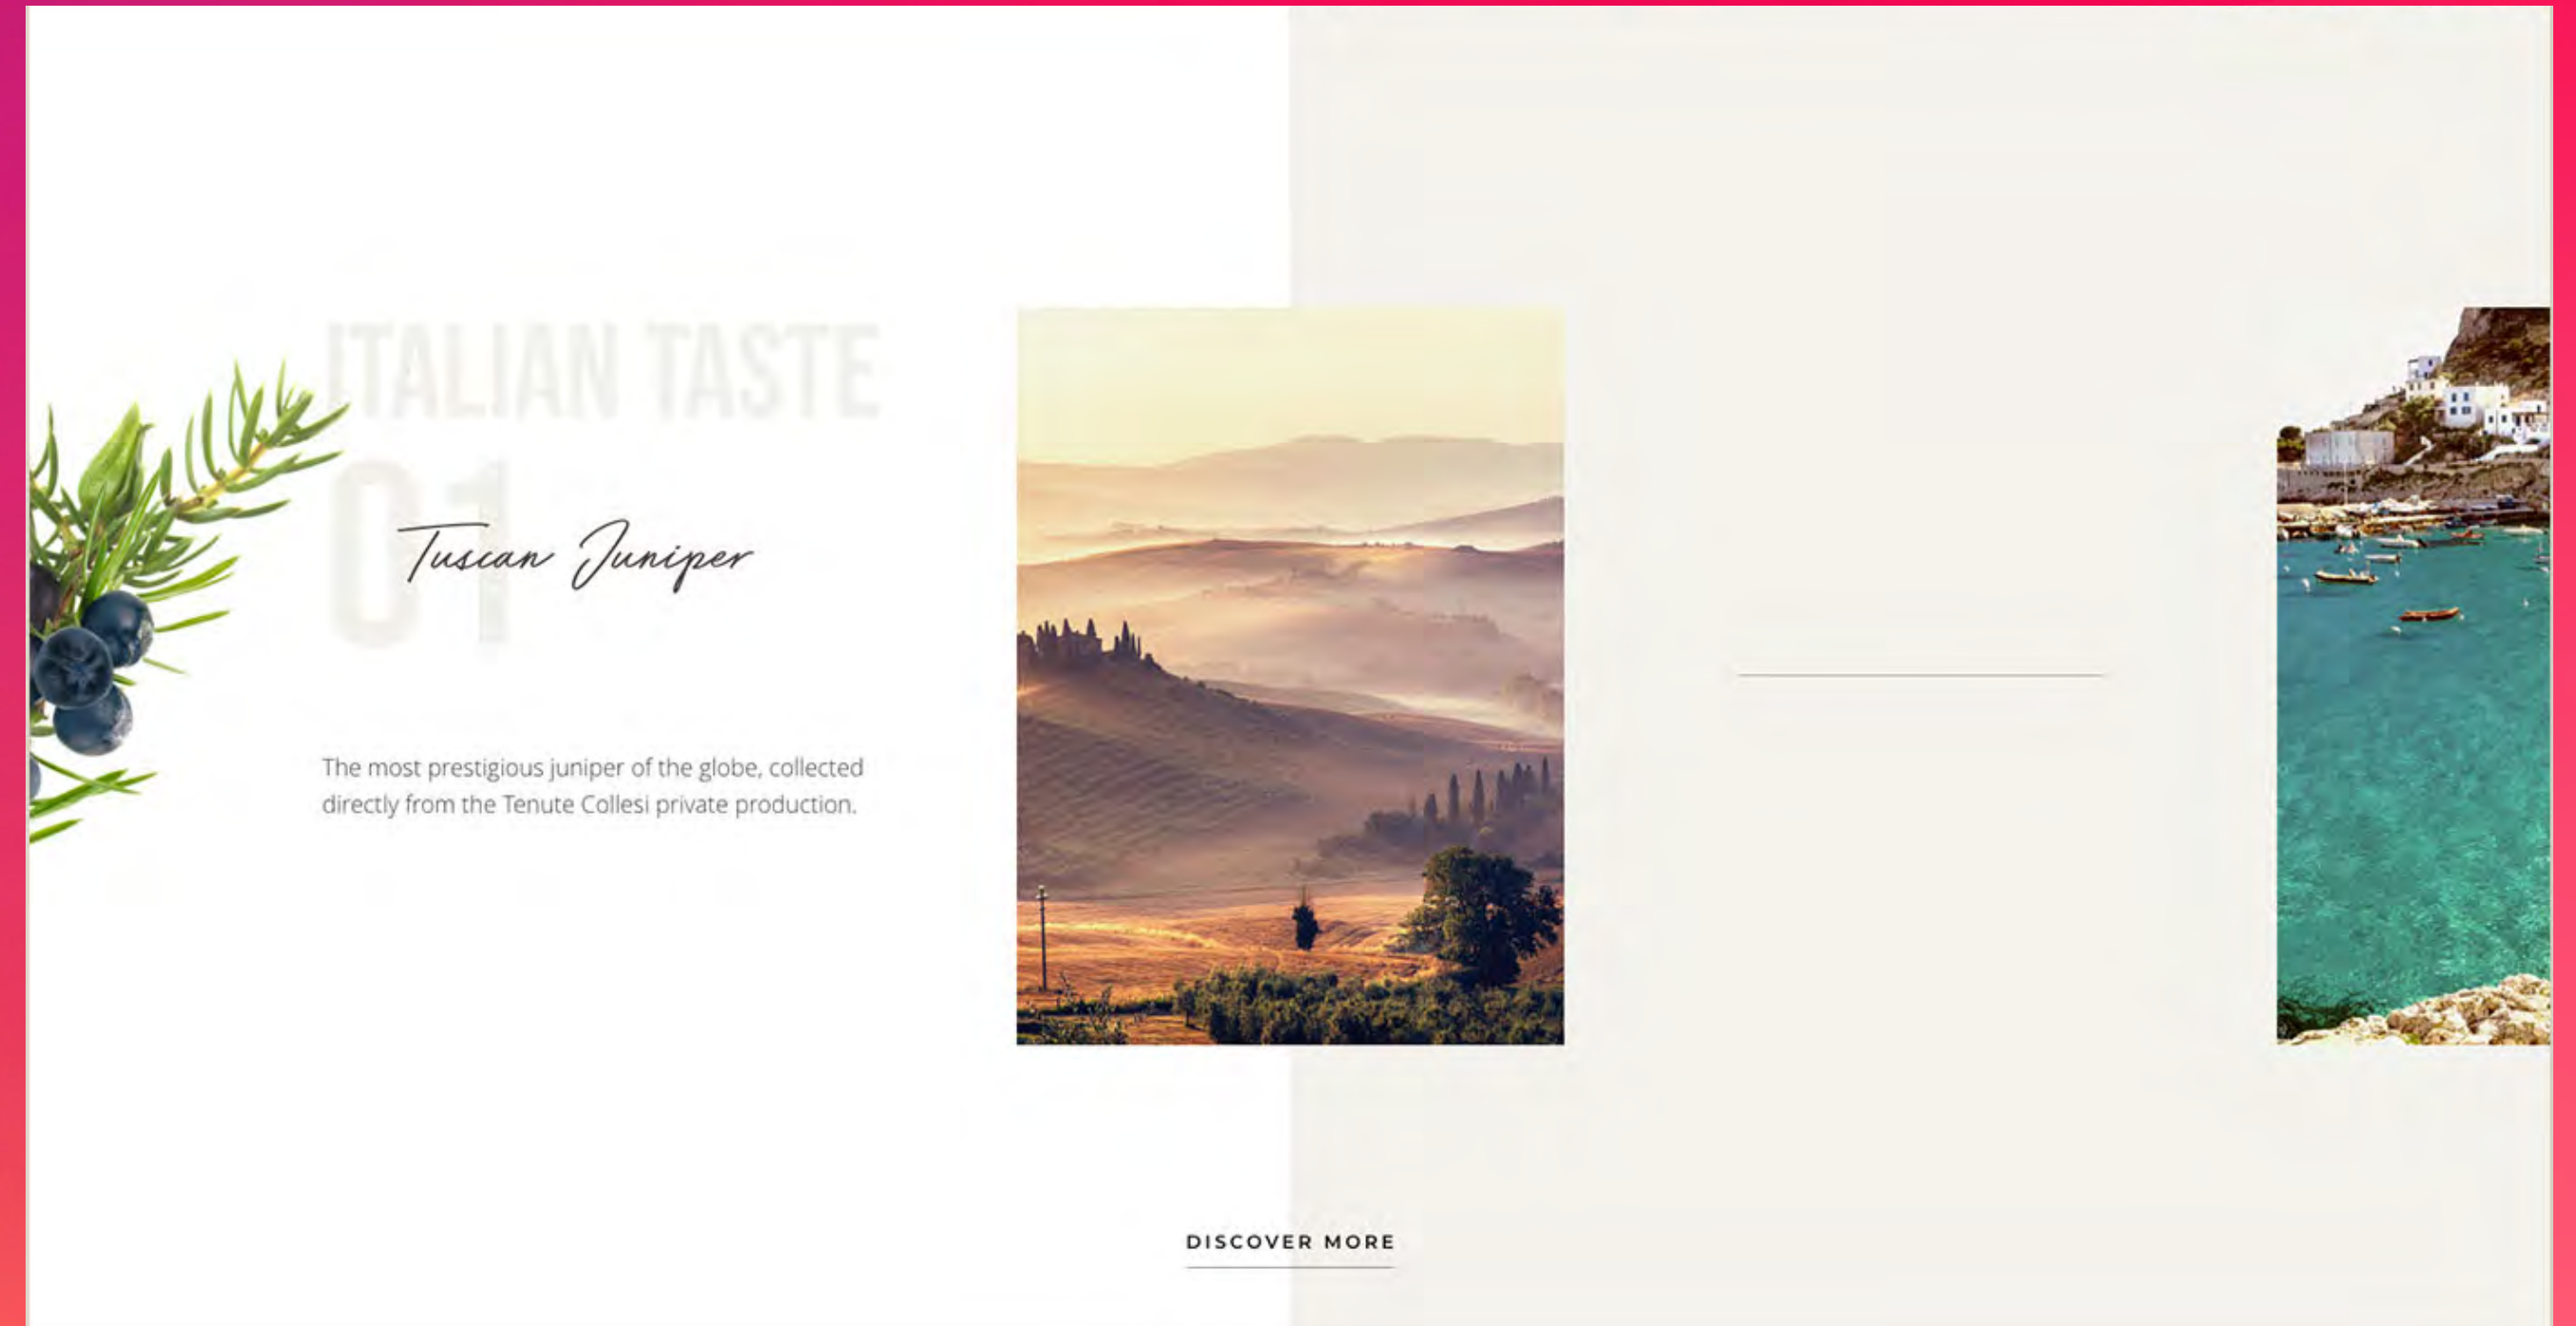 ITALIAN TASTE
01
Tuscan Juniper
The most prestigious juniper of the globe, collected
directly from the Tenute Collesi private production.
DISCOVER MORE